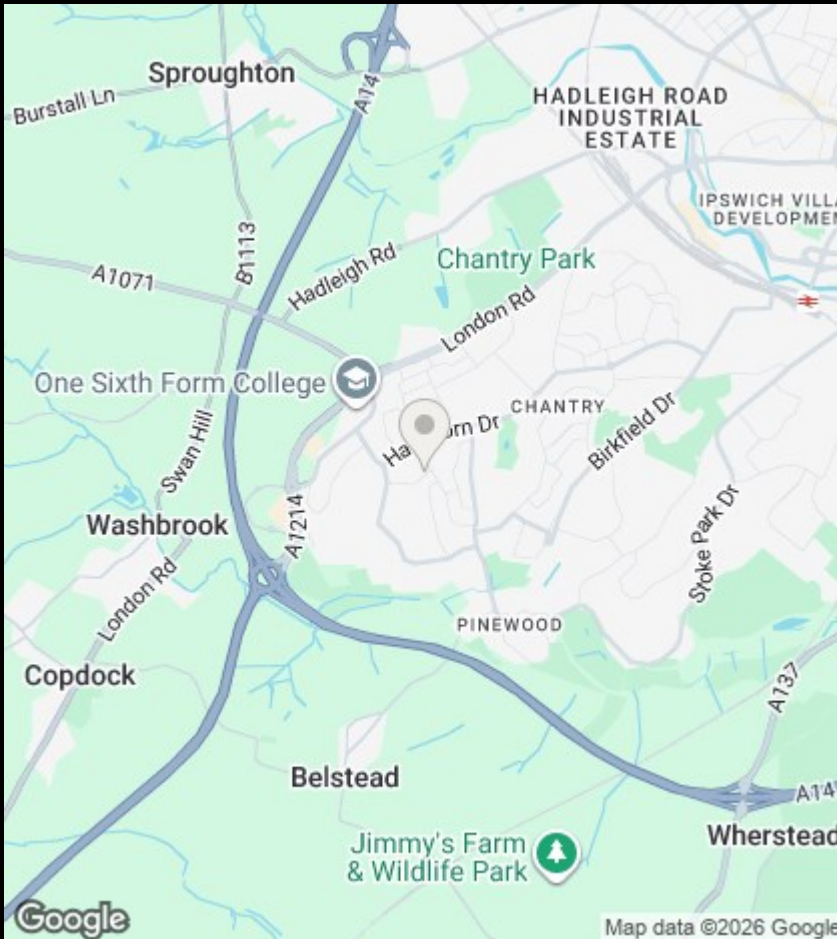 Sproughton
Burstall Ln
A14
HADLEIGH ROAD
INDUSTRIAL
ESTATE
IPSWICH VILLA
DEVELOPMEN
B1113
A1071
Hadleigh Rd
Chantry Park
London Rd
One Sixth Form College
CHANTRY
Birkfield Dr
Swan Hill
A1214
Washbrook
Stoke Park Dr
London Rd
PINEWOOD
Copdock
A137
Belstead
A14
Wherstead
Jimmy's Farm
& Wildlife Park
Google
Map data ©2026 Google